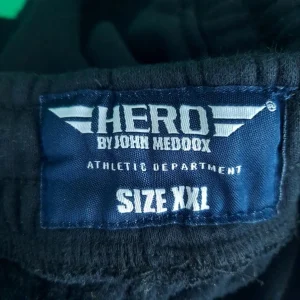 HERO®
BY JOHN MEDOOX
ATHLETIC DEPARTMENT
SIZE XXL